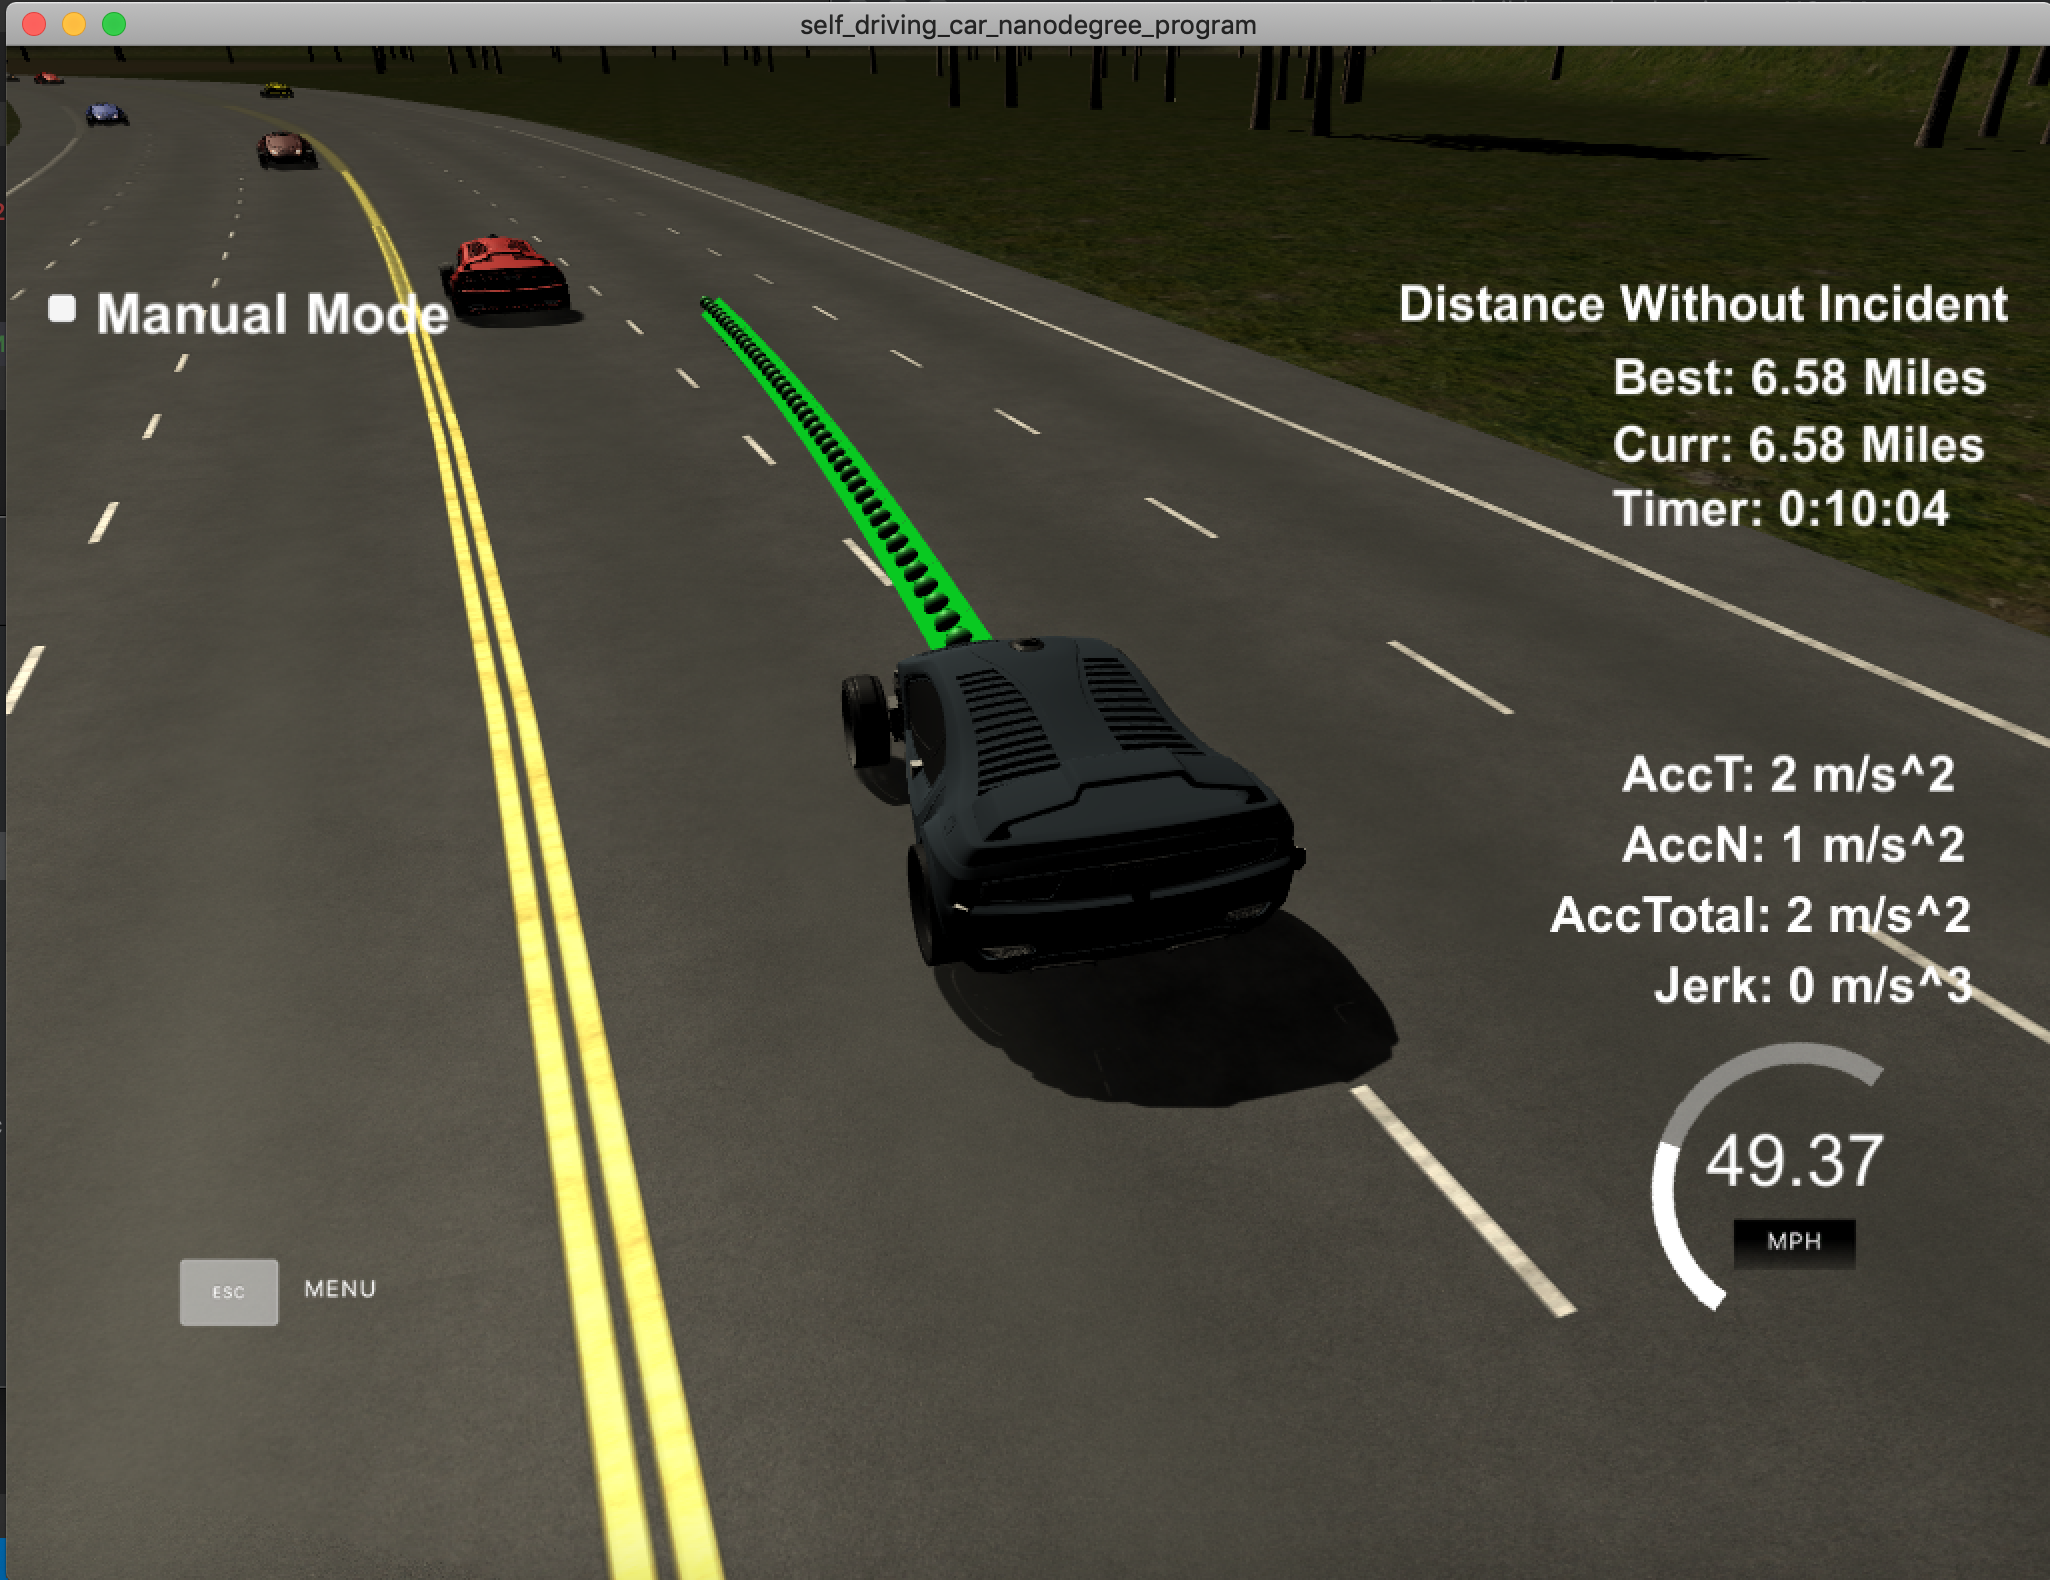 self_driving_car_nanodegree_program
Manual Mode
Distance Without Incident
Best: 6.58 Miles
Curr: 6.58 Miles
Timer: 0:10:04
AccT: 2 m/s^2
AccN: 1 m/s^2
AccTotal: 2 m/s^2
Jerk: 0 m/s^3
49.37
MPH
ESC MENU